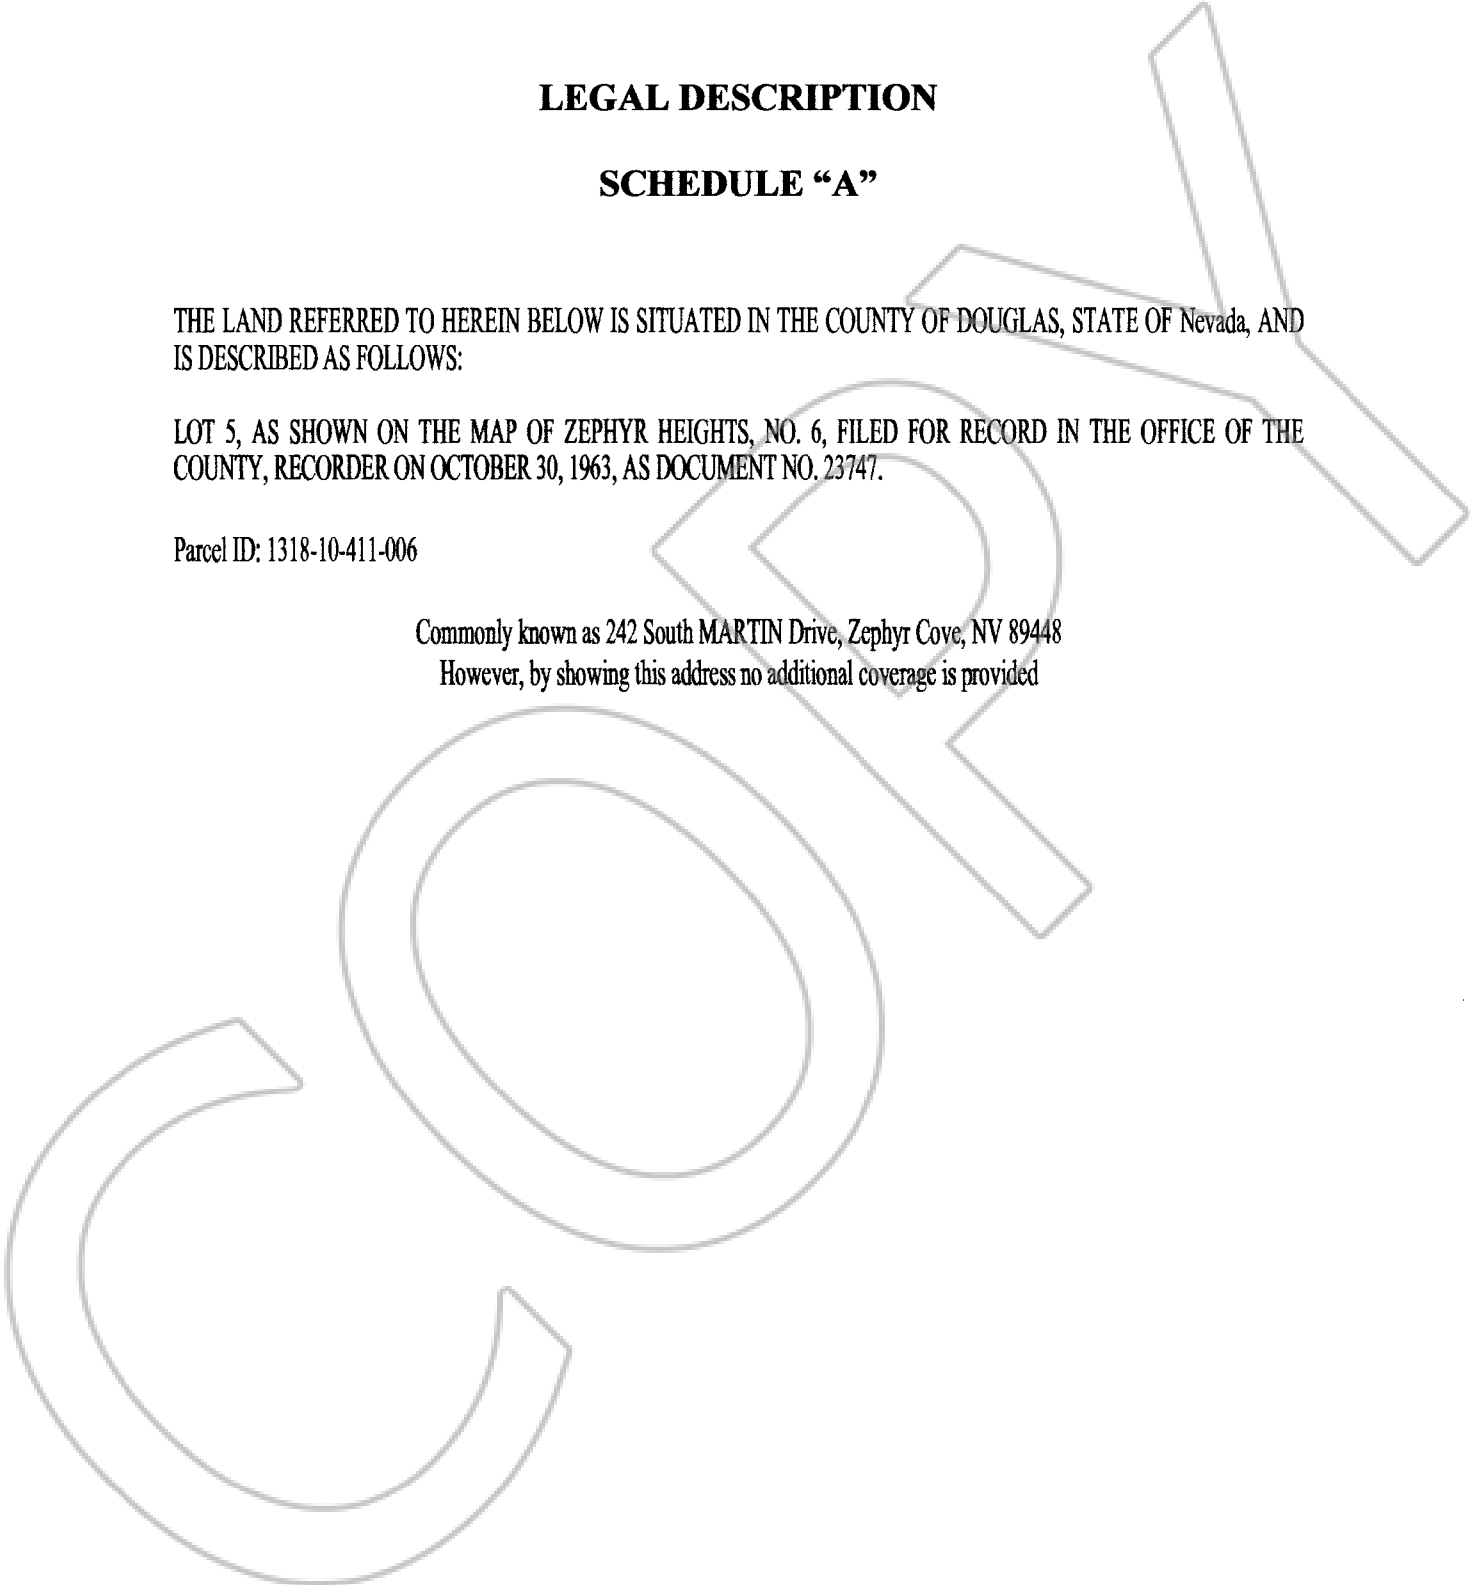 LEGAL DESCRIPTION
SCHEDULE “A”
THE LAND REFERRED TO HEREIN BELOW IS SITUATED IN THE COUNTY OF DOUGLAS, STATE OF Nevada, AND
IS DESCRIBED AS FOLLOWS:
LOT 5, AS SHOWN ON THE MAP OF ZEPHYR HEIGHTS, NO. 6, FILED FOR RECORD IN THE OFFICE OF THE
COUNTY, RECORDER ON OCTOBER 30, 1963, AS DOCUMENT NO. 23747.
Parcel ID: 1318-10-411-006
Commonly known as 242 South MARTIN Drive, Zephyr Cove, NV 89448
However, by showing this address no additional coverage is provided
COPY